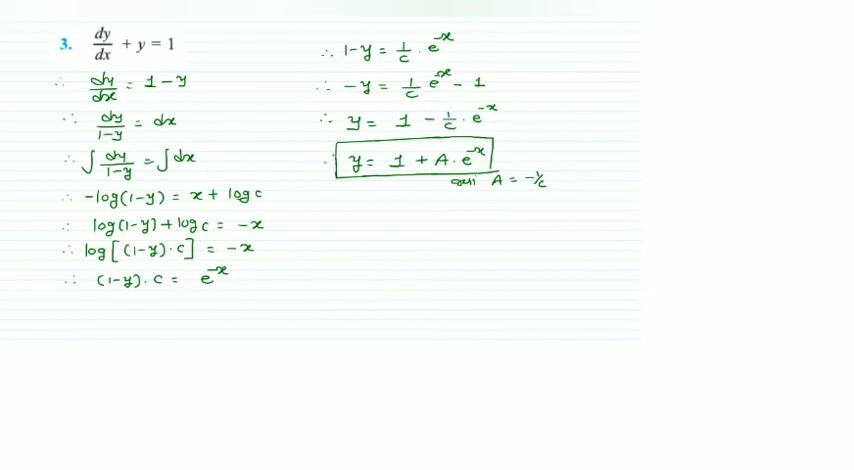 3. dy/dx + y = 1
∴ dy/dx = 1 - y
∴ dy/(1-y) = dx
∴ ∫ dy/(1-y) = ∫ dx
∴ -log(1-y) = x + log c
∴ log(1-y) + log c = -x
∴ log[(1-y)·c] = -x
∴ (1-y)·c = e^-x
∴ 1-y = 1/c · e^-x
∴ -y = 1/c e^-x - 1
∴ y = 1 - 1/c · e^-x
∴ y = 1 + A·e^-x
A = -1/c